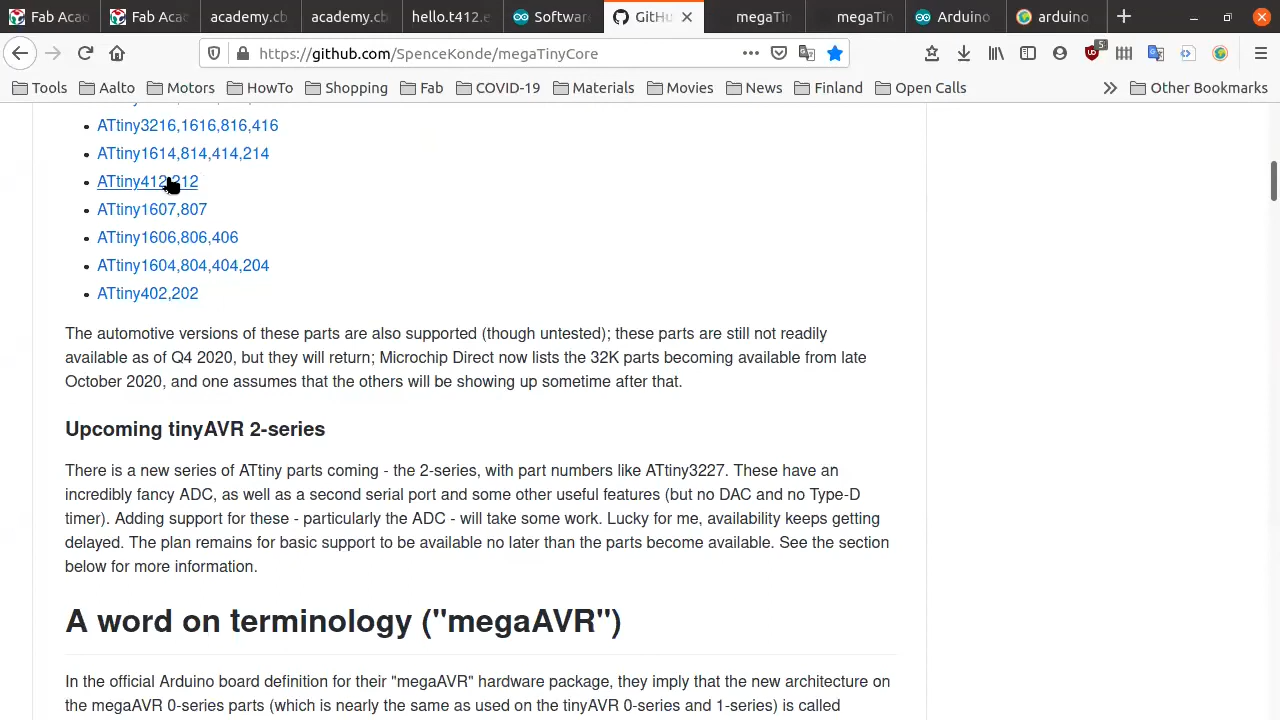 Fab Aca
Fab Aca
academy.cb
academy.cb
hello.t412.e
Softwar
GitHu
megaTin
megaTin
Arduino
arduino
https://github.com/SpenceKonde/megaTinyCore
5
Tools
Aalto
Motors
HowTo
Shopping
Fab
COVID-19
Materials
Movies
News
Finland
Open Calls
Other Bookmarks
ATtiny3216,1616,816,416
ATtiny1614,814,414,214
ATtiny412,212
ATtiny1607,807
ATtiny1606,806,406
ATtiny1604,804,404,204
ATtiny402,202
The automotive versions of these parts are also supported (though untested); these parts are still not readily
available as of Q4 2020, but they will return; Microchip Direct now lists the 32K parts becoming available from late
October 2020, and one assumes that the others will be showing up sometime after that.
Upcoming tinyAVR 2-series
There is a new series of ATtiny parts coming - the 2-series, with part numbers like ATtiny3227. These have an
incredibly fancy ADC, as well as a second serial port and some other useful features (but no DAC and no Type-D
timer). Adding support for these - particularly the ADC - will take some work. Lucky for me, availability keeps getting
delayed. The plan remains for basic support to be available no later than the parts become available. See the section
below for more information.
A word on terminology ("megaAVR")
In the official Arduino board definition for their "megaAVR" hardware package, they imply that the new architecture on
the megaAVR 0-series parts (which is nearly the same as used on the tinyAVR 0-series and 1-series) is called